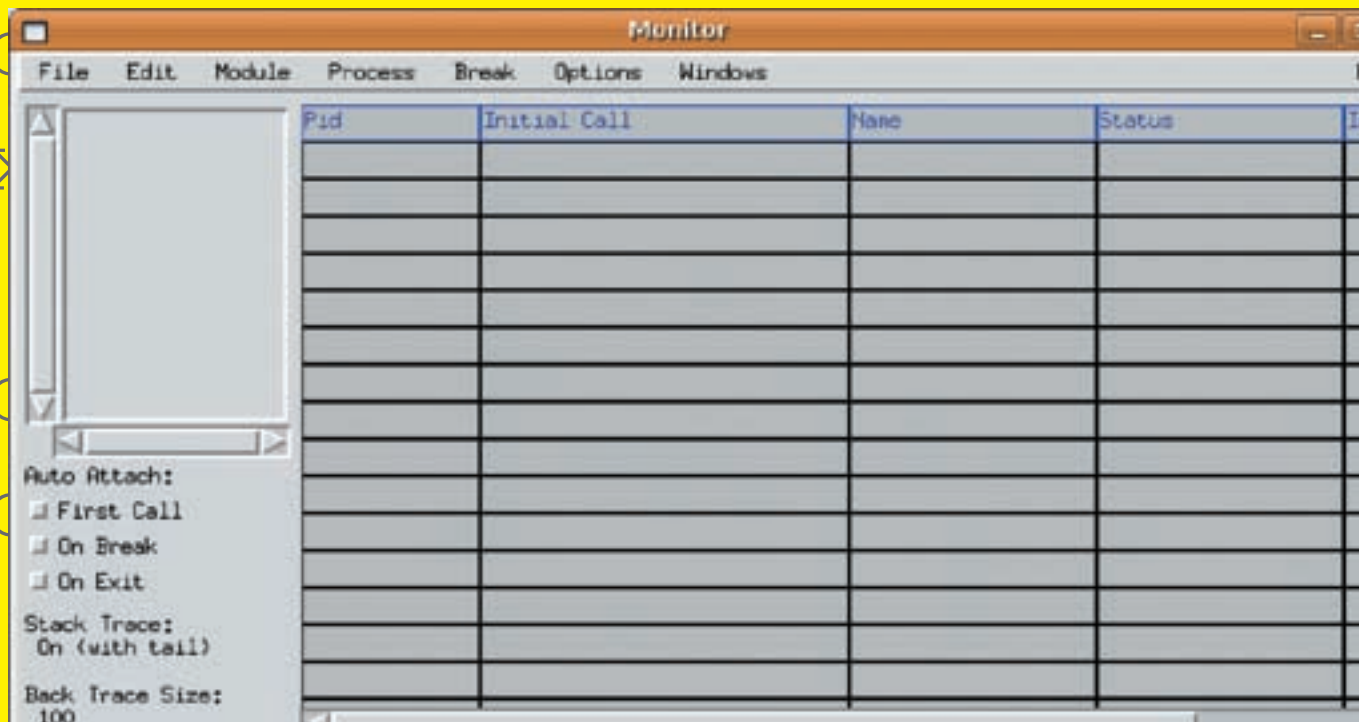 Monitor
File Edit Module Process Break Options Windows
Pid Initial Call Name Status
Auto Attach:
First Call
On Break
On Exit
Stack Trace:
On (with tail)
Back Trace Size:
100